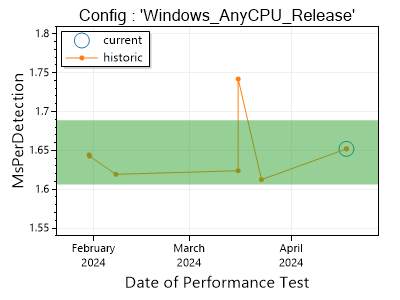 Config : 'Windows_AnyCPU_Release'
current
historic
MsPerDetection
1.8
1.75
1.7
1.65
1.6
1.55
February
2024
March
2024
April
2024
Date of Performance Test